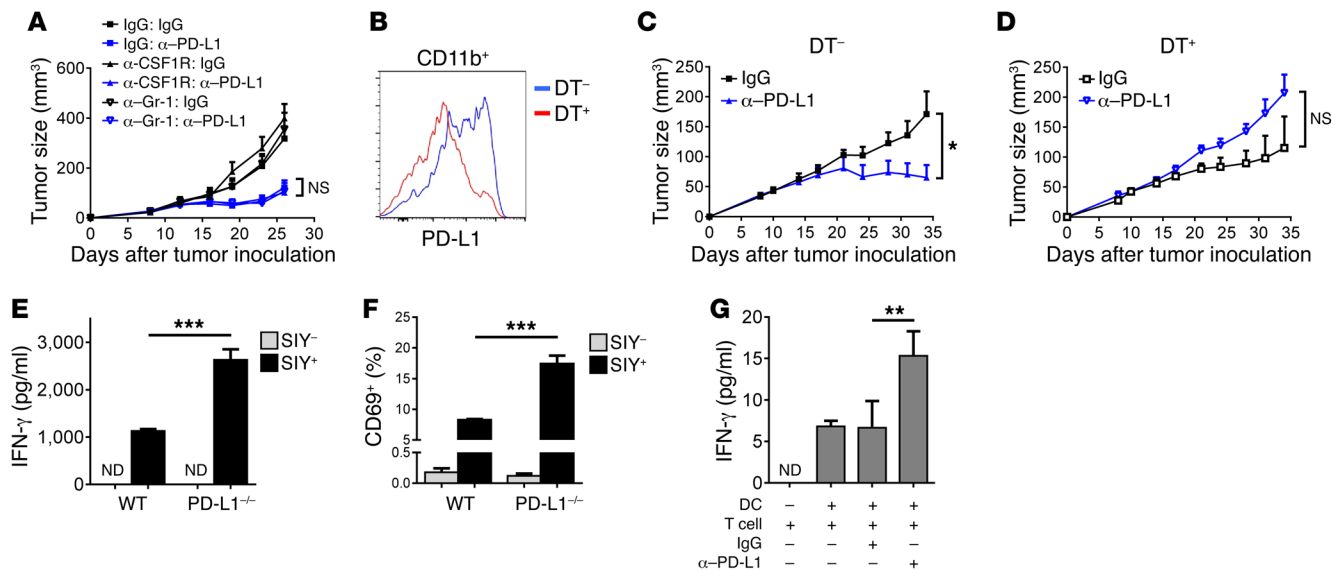 A
IgG: IgG
IgG: α–PD-L1
α-CSF1R: IgG
α-CSF1R: α–PD-L1
α–Gr-1: IgG
α–Gr-1: α–PD-L1
Tumor size (mm³)
600
400
200
0
NS
0 5 10 15 20 25 30
Days after tumor inoculation
B
CD11b⁺
DT⁻
DT⁺
PD-L1
C
DT⁻
IgG
α–PD-L1
Tumor size (mm³)
250
200
150
100
50
0
*
0 5 10 15 20 25 30 35
Days after tumor inoculation
D
DT⁺
IgG
α–PD-L1
Tumor size (mm³)
250
200
150
100
50
0
NS
0 5 10 15 20 25 30 35
Days after tumor inoculation
E
***
SIY⁻
SIY⁺
IFN-γ (pg/ml)
3,000
2,000
1,000
0
ND ND
WT PD-L1⁻/⁻
F
***
SIY⁻
SIY⁺
CD69⁺ (%)
25
20
15
10
5
0.5
0.0
WT PD-L1⁻/⁻
G
**
IFN-γ (pg/ml)
20
15
10
5
0
ND
DC – + + +
T cell + + + +
IgG – – + –
α–PD-L1 – – – +